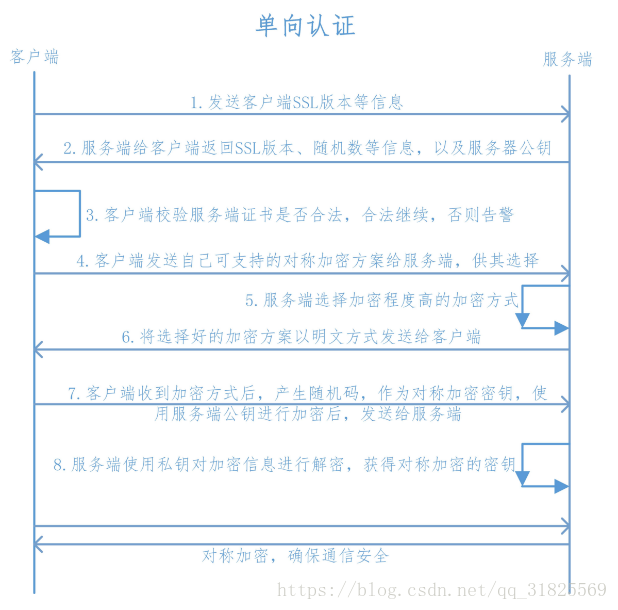 单向认证
客户端
服务端
1.发送客户端SSL版本等信息
2.服务端给客户端返回SSL版本、随机数等信息，以及服务器公钥
3.客户端校验服务端证书是否合法，合法继续，否则告警
4.客户端发送自己可支持的对称加密方案给服务端，供其选择
5.服务端选择加密程度高的加密方式
6.将选择好的加密方案以明文方式发送给客户端
7.客户端收到加密方式后，产生随机码，作为对称加密密钥，使
用服务端公钥进行加密后，发送给服务端
8.服务端使用私钥对加密信息进行解密，获得对称加密的密钥
对称加密，确保通信安全
https://blog.csdn.net/qq_31825569